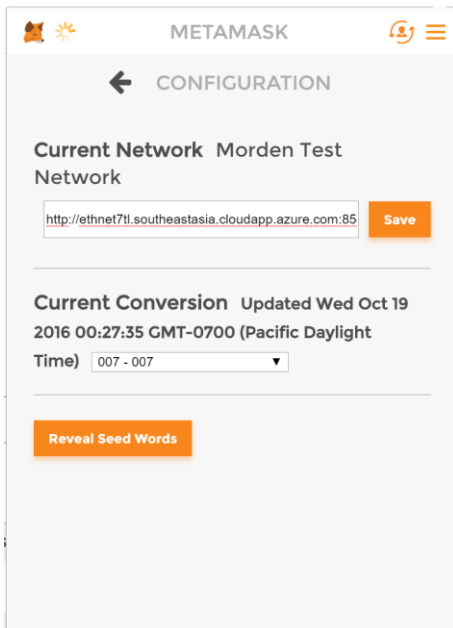 METAMASK
CONFIGURATION
Current Network Morden Test
Network
http://ethnet7tl.southeastasia.cloudapp.azure.com:85
Save
Current Conversion Updated Wed Oct 19
2016 00:27:35 GMT-0700 (Pacific Daylight
Time) 007 - 007
Reveal Seed Words